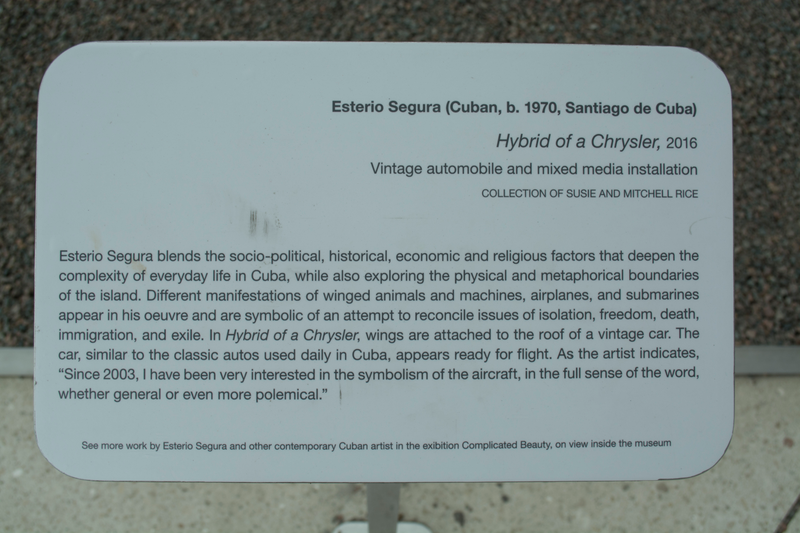 Esterio Segura (Cuban, b. 1970, Santiago de Cuba)
Hybrid of a Chrysler, 2016
Vintage automobile and mixed media installation
COLLECTION OF SUSIE AND MITCHELL RICE
Esterio Segura blends the socio-political, historical, economic and religious factors that deepen the
complexity of everyday life in Cuba, while also exploring the physical and metaphorical boundaries
of the island. Different manifestations of winged animals and machines, airplanes, and submarines
appear in his oeuvre and are symbolic of an attempt to reconcile issues of isolation, freedom, death,
immigration, and exile. In Hybrid of a Chrysler, wings are attached to the roof of a vintage car. The
car, similar to the classic autos used daily in Cuba, appears ready for flight. As the artist indicates,
“Since 2003, I have been very interested in the symbolism of the aircraft, in the full sense of the word,
whether general or even more polemical.”
See more work by Esterio Segura and other contemporary Cuban artist in the exibition Complicated Beauty, on view inside the museum